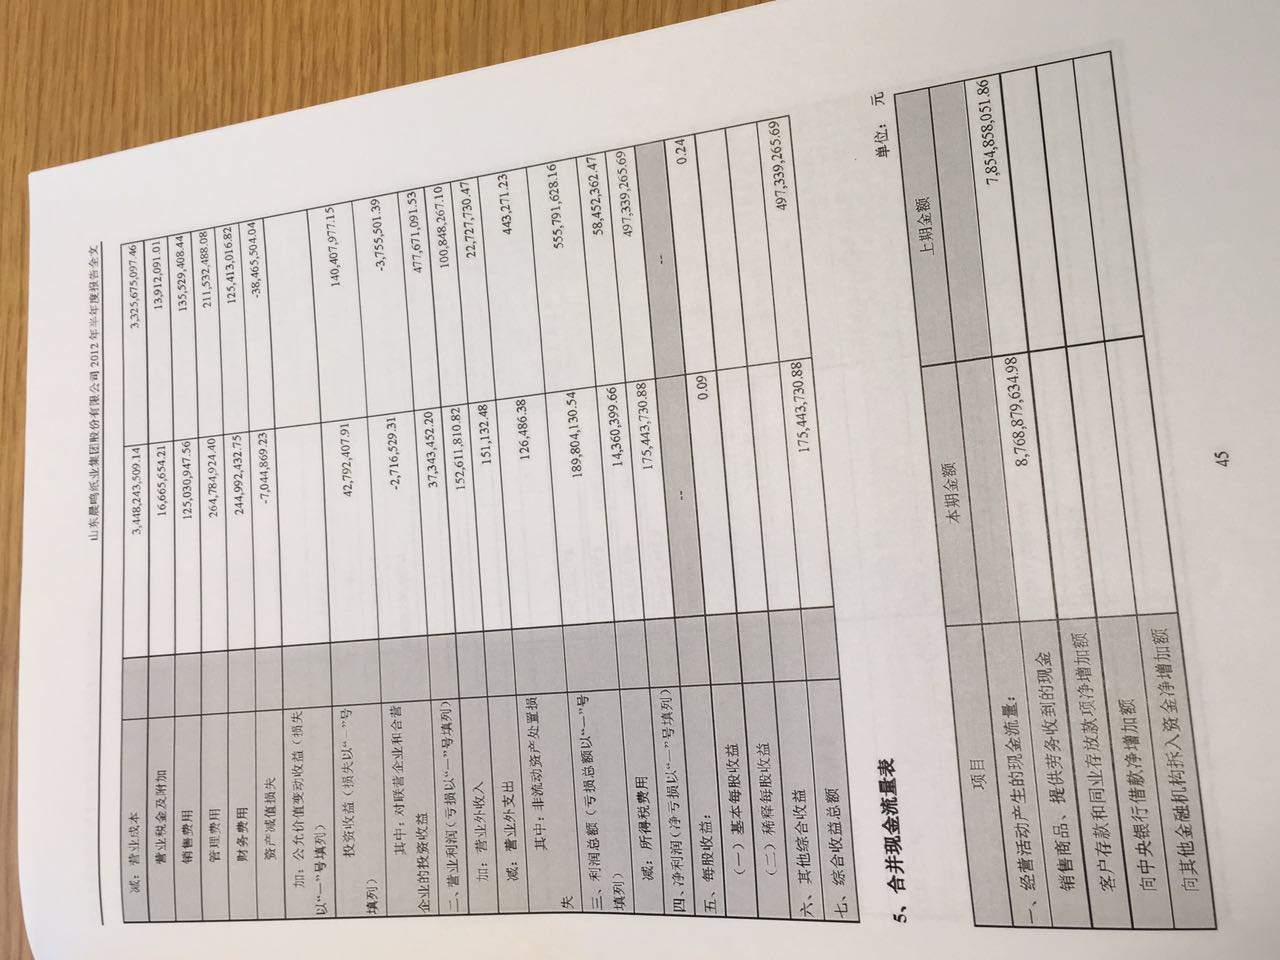 山东晨鸣纸业集团股份有限公司 2012 年半年度报告全文
减：营业成本 3,448,243,509.14 3,325,675,097.46
营业税金及附加 16,665,654.21 13,912,091.01
销售费用 125,030,947.56 135,529,408.44
管理费用 264,784,924.40 211,532,488.08
财务费用 244,992,432.75 125,413,016.82
资产减值损失 -7,044,869.23 -38,465,504.04
加：公允价值变动收益（损失
以“－”号填列）
投资收益（损失以“－”号 42,792,407.91 140,407,977.15
填列）
其中：对联营企业和合营 -2,716,529.31 -3,755,501.39
企业的投资收益
二、营业利润（亏损以“－”号填列） 37,343,452.20 477,671,091.53
加：营业外收入 152,611,810.82 100,848,267.10
减：营业外支出 151,132.48 22,727,730.47
其中：非流动资产处置损 126,486.38 443,271.23
失
三、利润总额（亏损总额以“－”号 189,804,130.54 555,791,628.16
填列）
减：所得税费用 14,360,399.66 58,452,362.47
四、净利润（净亏损以“－”号填列） 175,443,730.88 497,339,265.69
五、每股收益： -- --
（一）基本每股收益 0.09 0.24
（二）稀释每股收益
六、其他综合收益
七、综合收益总额 175,443,730.88 497,339,265.69
5、合并现金流量表
单位： 元
项目 本期金额 上期金额
一、经营活动产生的现金流量：
销售商品、提供劳务收到的现金 8,768,879,634.98 7,854,858,051.86
客户存款和同业存放款项净增加额
向中央银行借款净增加额
向其他金融机构拆入资金净增加额
45